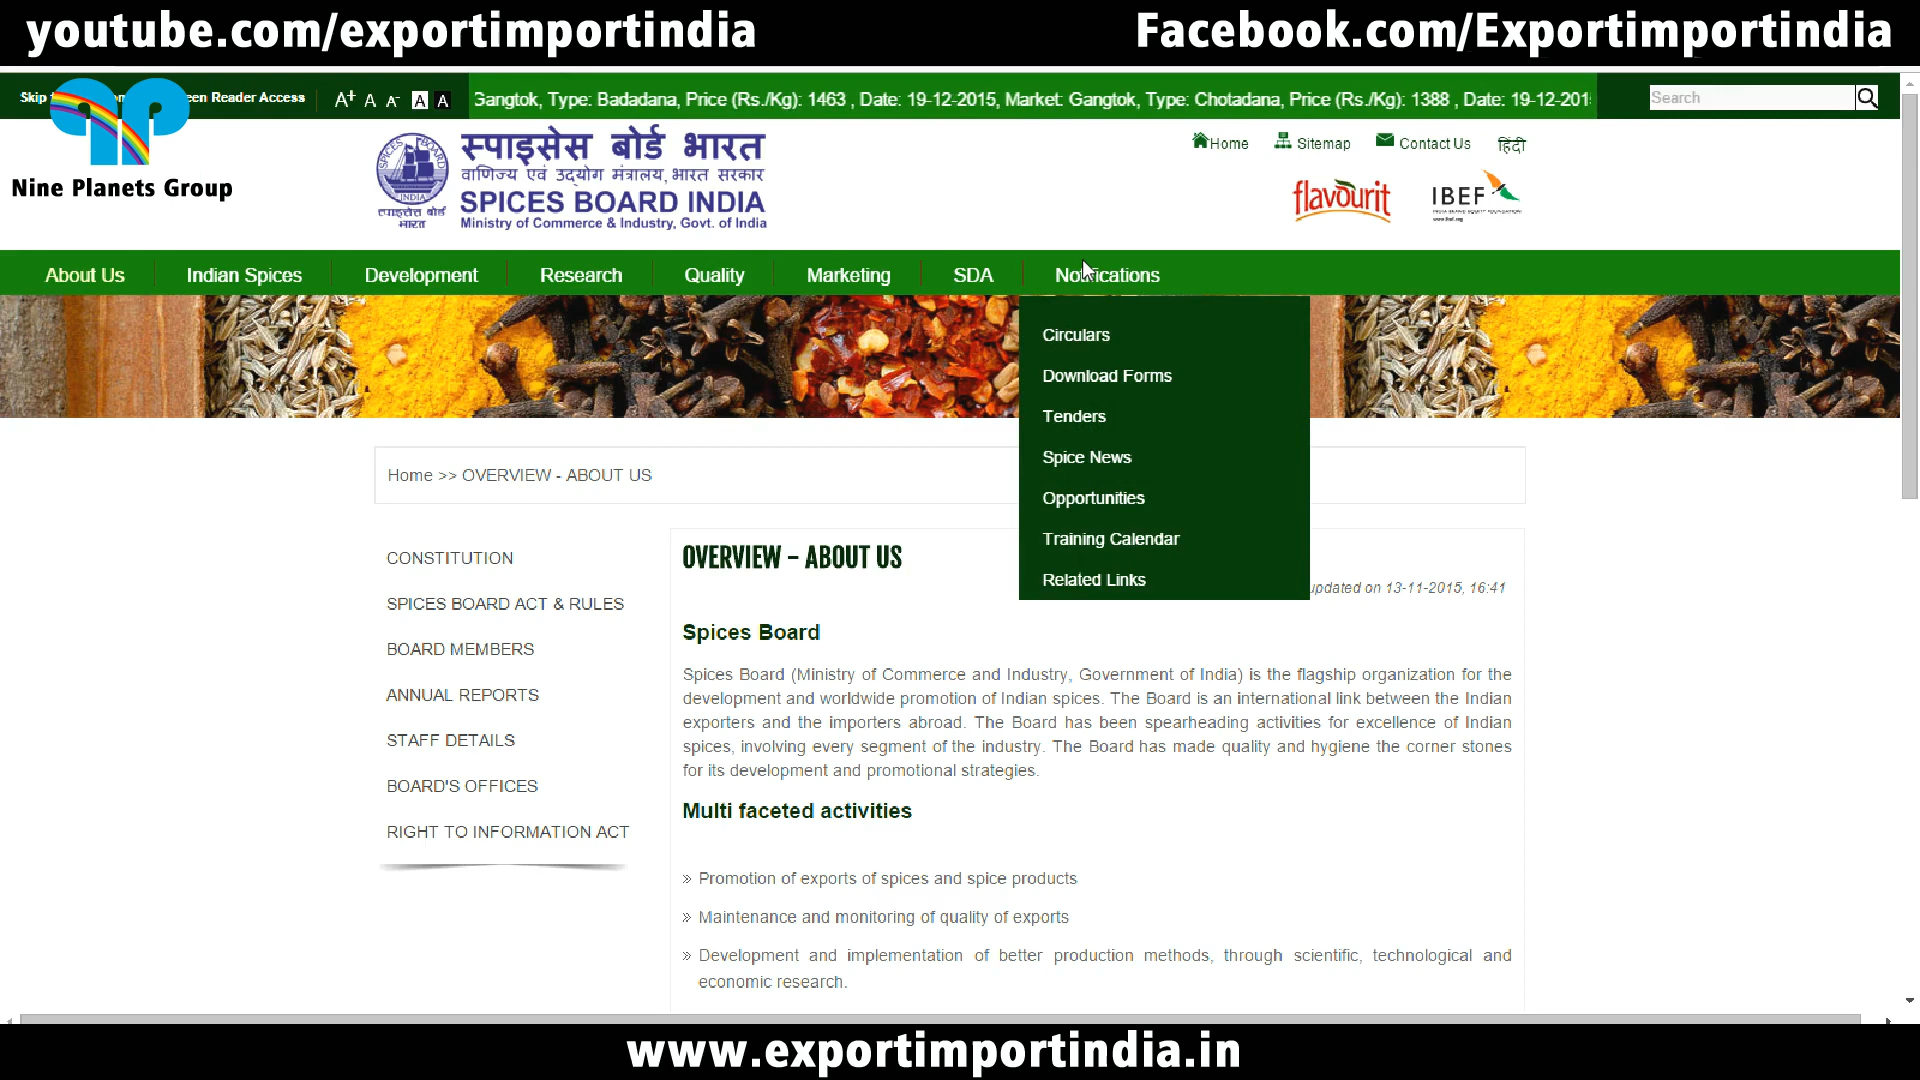 youtube.com/exportimportindia
Facebook.com/Exportimportindia
Skip
Reader Access
A+ A A- A A
Gangtok, Type: Badadana, Price (Rs./Kg): 1463 , Date: 19-12-2015, Market: Gangtok, Type: Chotadana, Price (Rs./Kg): 1388 , Date: 19-12-201
Search
Nine Planets Group
SPICES BOARD
INDIA
स्पाइसेस बोर्ड
भारत
स्पाइसेस बोर्ड भारत
वाणिज्य एवं उद्योग मंत्रालय, भारत सरकार
SPICES BOARD INDIA
Ministry of Commerce & Industry, Govt. of India
Home
Sitemap
Contact Us
हिंदी
flavourit
IBEF
About Us
Indian Spices
Development
Research
Quality
Marketing
SDA
Notifications
Circulars
Download Forms
Tenders
Spice News
Opportunities
Training Calendar
Related Links
Home >> OVERVIEW - ABOUT US
CONSTITUTION
SPICES BOARD ACT & RULES
BOARD MEMBERS
ANNUAL REPORTS
STAFF DETAILS
BOARD'S OFFICES
RIGHT TO INFORMATION ACT
OVERVIEW – ABOUT US
updated on 13-11-2015, 16:41
Spices Board
Spices Board (Ministry of Commerce and Industry, Government of India) is the flagship organization for the
development and worldwide promotion of Indian spices. The Board is an international link between the Indian
exporters and the importers abroad. The Board has been spearheading activities for excellence of Indian
spices, involving every segment of the industry. The Board has made quality and hygiene the corner stones
for its development and promotional strategies.
Multi faceted activities
» Promotion of exports of spices and spice products
» Maintenance and monitoring of quality of exports
» Development and implementation of better production methods, through scientific, technological and
economic research.
www.exportimportindia.in